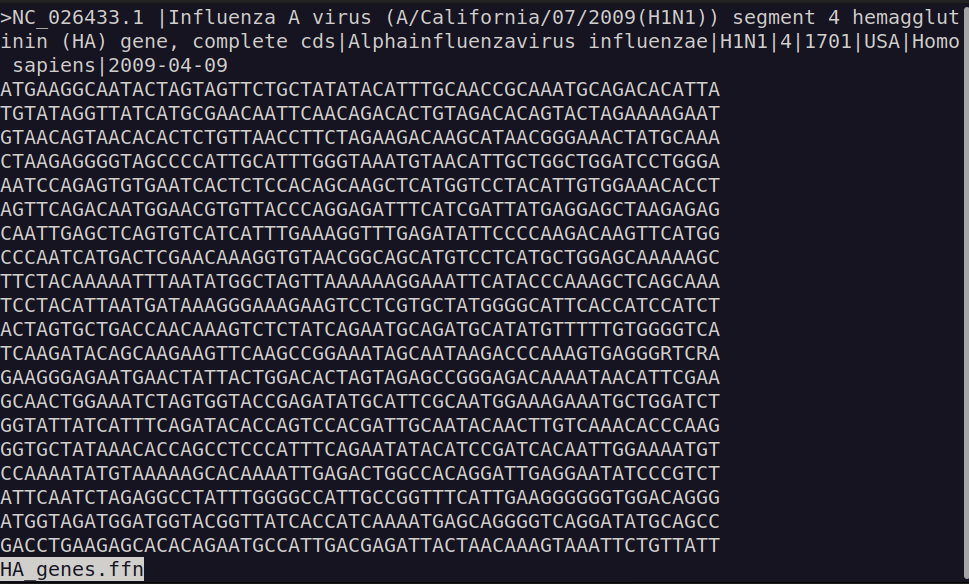 >NC_026433.1 |Influenza A virus (A/California/07/2009(H1N1)) segment 4 hemagglut
inin (HA) gene, complete cds|Alphainfluenzavirus influenzae|H1N1|4|1701|USA|Homo
 sapiens|2009-04-09
ATGAAGGCAATACTAGTAGTTCTGCTATATACATTTGCAACCGCAAATGCAGACACATTA
TGTATAGGTTATCATGCGAACAATTCAACAGACACTGTAGACACAGTACTAGAAAAGAAT
GTAACAGTAACACACTCTGTTAACCTTCTAGAAGACAAGCATAACGGGAAACTATGCAAA
CTAAGAGGGGTAGCCCCATTGCATTTGGGTAAATGTAACATTGCTGGCTGGATCCTGGGA
AATCCAGAGTGTGAATCACTCTCCACAGCAAGCTCATGGTCCTACATTGTGGAAACACCT
AGTTCAGACAATGGAACGTGTTACCCAGGAGATTTCATCGATTATGAGGAGCTAAGAGAG
CAATTGAGCTCAGTGTCATCATTTGAAAGGTTTGAGATATTCCCCAAGACAAGTTCATGG
CCCAATCATGACTCGAACAAAGGTGTAACGGCAGCATGTCCTCATGCTGGAGCAAAAAGC
TTCTACAAAAATTTAATATGGCTAGTTAAAAAAGGAAATTCATACCCAAAGCTCAGCAAA
TCCTACATTAATGATAAAGGGAAAGAAGTCCTCGTGCTATGGGGCATTCACCATCCATCT
ACTAGTGCTGACCAACAAAGTCTCTATCAGAATGCAGATGCATATGTTTTTGTGGGGTCA
TCAAGATACAGCAAGAAGTTCAAGCCGGAAATAGCAATAAGACCCAAAGTGAGGGRTCRA
GAAGGGAGAATGAACTATTACTGGACACTAGTAGAGCCGGGAGACAAAATAACATTCGAA
GCAACTGGAAATCTAGTGGTACCGAGATATGCATTCGCAATGGAAAGAAATGCTGGATCT
GGTATTATCATTTCAGATACACCAGTCCACGATTGCAATACAACTTGTCAAACACCCAAG
GGTGCTATAAACACCAGCCTCCCATTTCAGAATATACATCCGATCACAATTGGAAAATGT
CCAAAATATGTAAAAAGCACAAAATTGAGACTGGCCACAGGATTGAGGAATATCCCGTCT
ATTCAATCTAGAGGCCTATTTGGGGCCATTGCCGGTTTCATTGAAGGGGGGTGGACAGGG
ATGGTAGATGGATGGTACGGTTATCACCATCAAAATGAGCAGGGGTCAGGATATGCAGCC
GACCTGAAGAGCACACAGAATGCCATTGACGAGATTACTAACAAAGTAAATTCTGTTATT
HA_genes.ffn